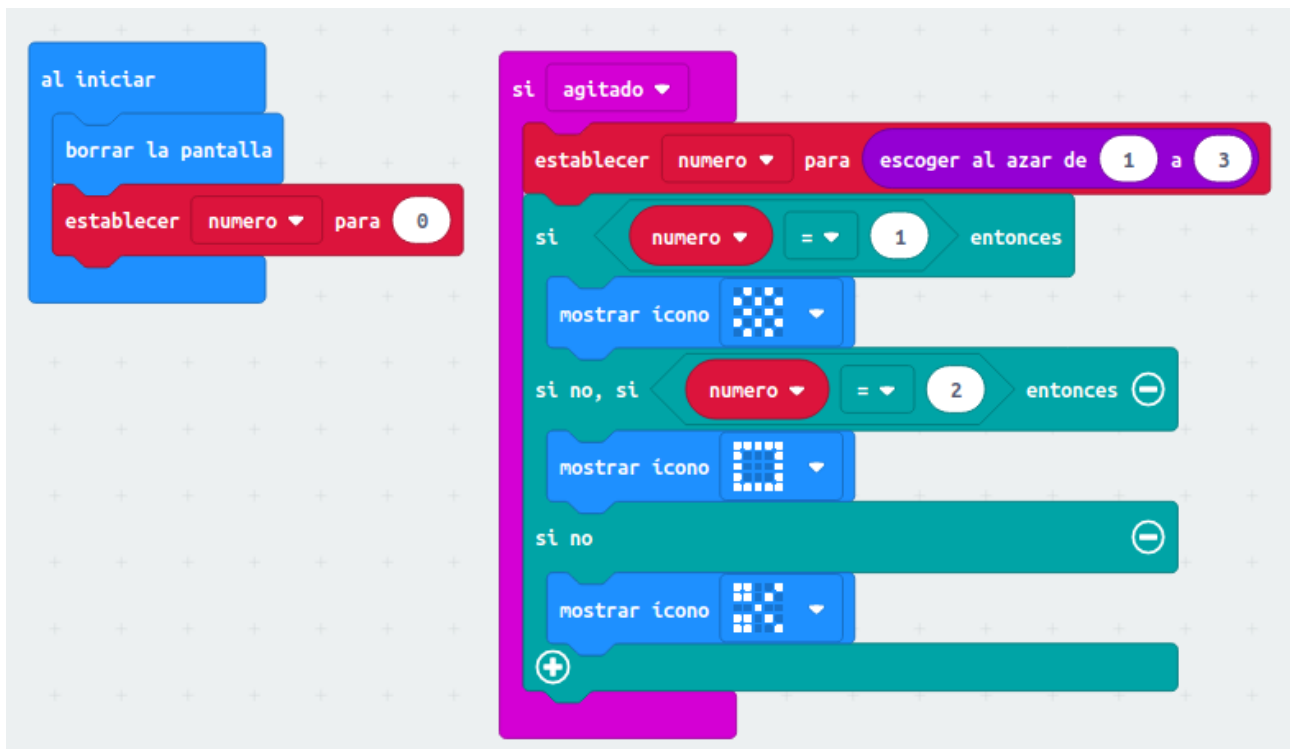 al iniciar
borrar la pantalla
establecer numero para 0
si agitado
establecer numero para escoger al azar de 1 a 3
si numero = 1 entonces
mostrar ícono
si no, si numero = 2 entonces
mostrar ícono
si no
mostrar ícono